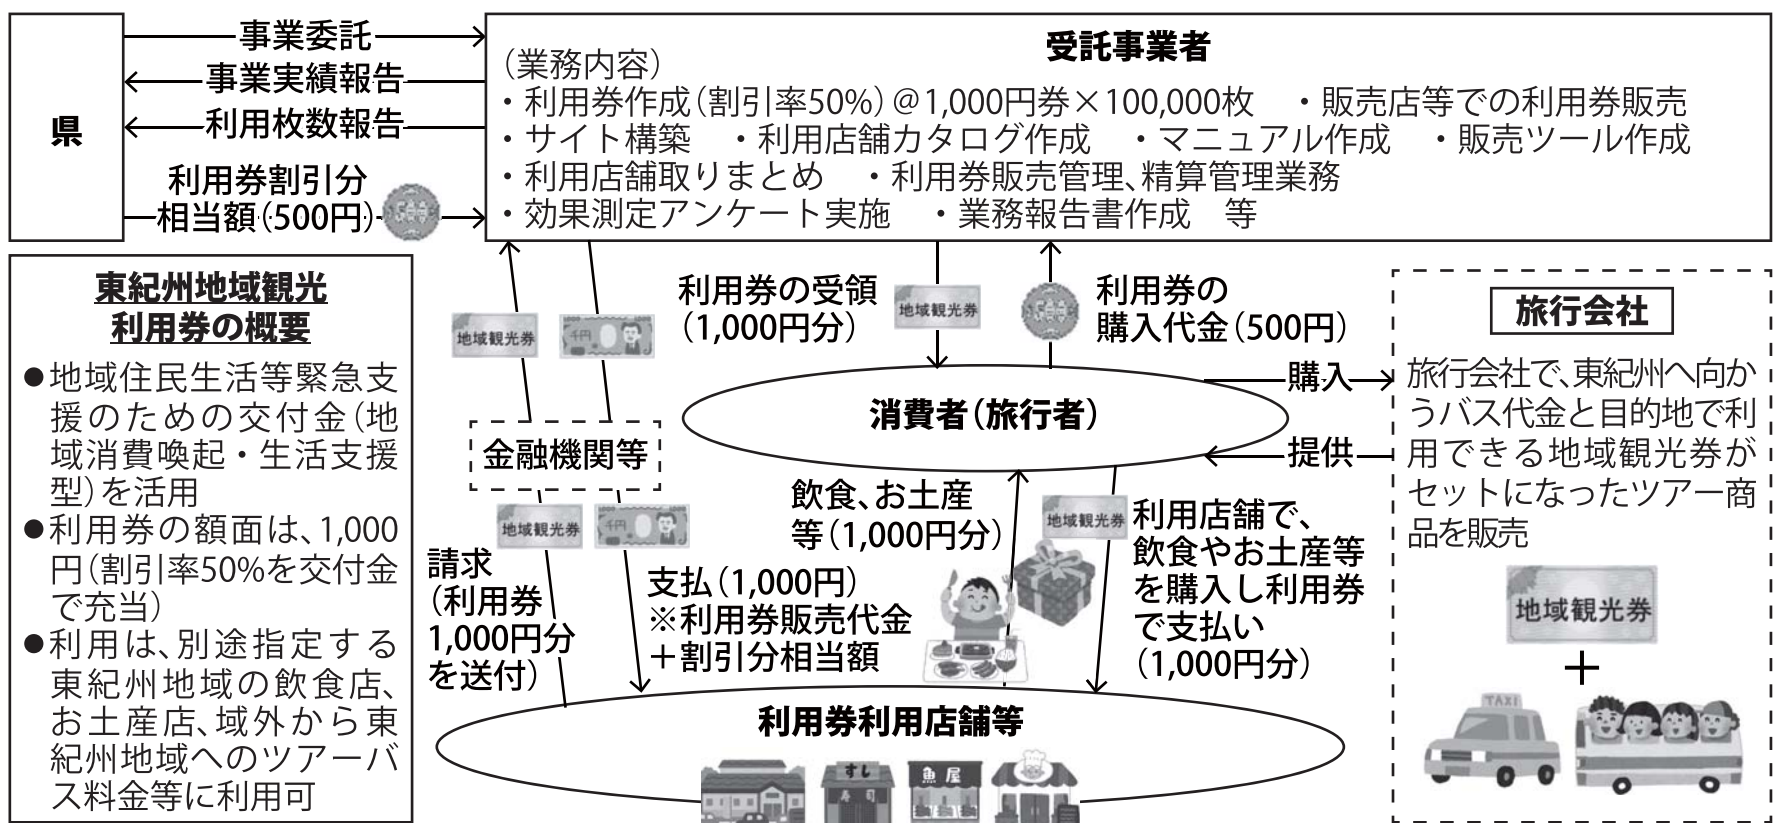 県
事業委託
事業実績報告
利用枚数報告
利用券割引分
相当額（500円）
受託事業者
（業務内容）
・利用券作成（割引率50％）＠1,000円券×100,000枚　・販売店等での利用券販売
・サイト構築　・利用店舗カタログ作成　・マニュアル作成　・販売ツール作成
・利用店舗取りまとめ　・利用券販売管理、精算管理業務
・効果測定アンケート実施　・業務報告書作成　等
東紀州地域観光
利用券の概要
●地域住民生活等緊急支
援のための交付金（地
域消費喚起・生活支援
型）を活用
●利用券の額面は、1,000
円（割引率50％を交付金
で充当）
●利用は、別途指定する
東紀州地域の飲食店、
お土産店、域外から東
紀州地域へのツアーバ
ス料金等に利用可
地域観光券
千円
金融機関等
地域観光券
千円
請求
（利用券
1,000円分
を送付）
支払（1,000円）
※利用券販売代金
＋割引分相当額
利用券の受領
（1,000円分）
地域観光券
500
利用券の
購入代金（500円）
消費者（旅行者）
購入
提供
飲食、お土産
等（1,000円分）
地域観光券
利用店舗で、
飲食やお土産等
を購入し利用券
で支払い
（1,000円分）
利用券利用店舗等
すし
寿司
魚屋
旅行会社
旅行会社で、東紀州へ向か
うバス代金と目的地で利
用できる地域観光券が
セットになったツアー商
品を販売
地域観光券
＋
TAXI